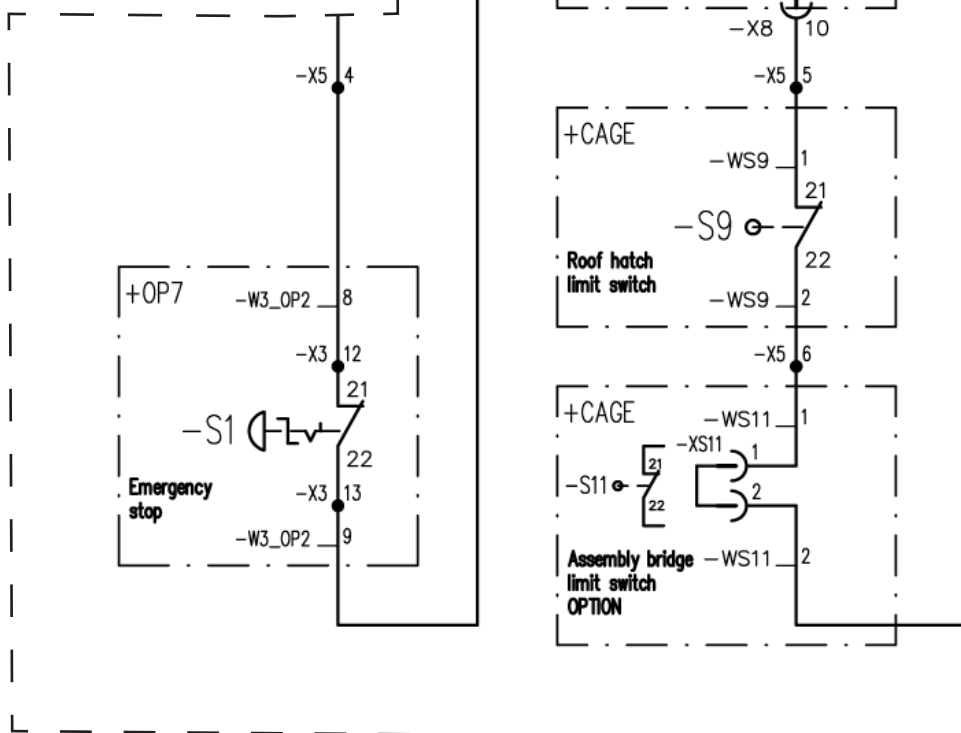 -X5 4
+OP7
-W3_OP2 8
-X3 12
21
-S1
22
Emergency
stop
-X3 13
-W3_OP2 9
-X8 10
-X5 5
+CAGE
-WS9 1
21
-S9
22
Roof hatch
limit switch
-WS9 2
-X5 6
+CAGE
-WS11 1
-XS11 1
21
-S11
2
22
Assembly bridge
limit switch
OPTION
-WS11 2